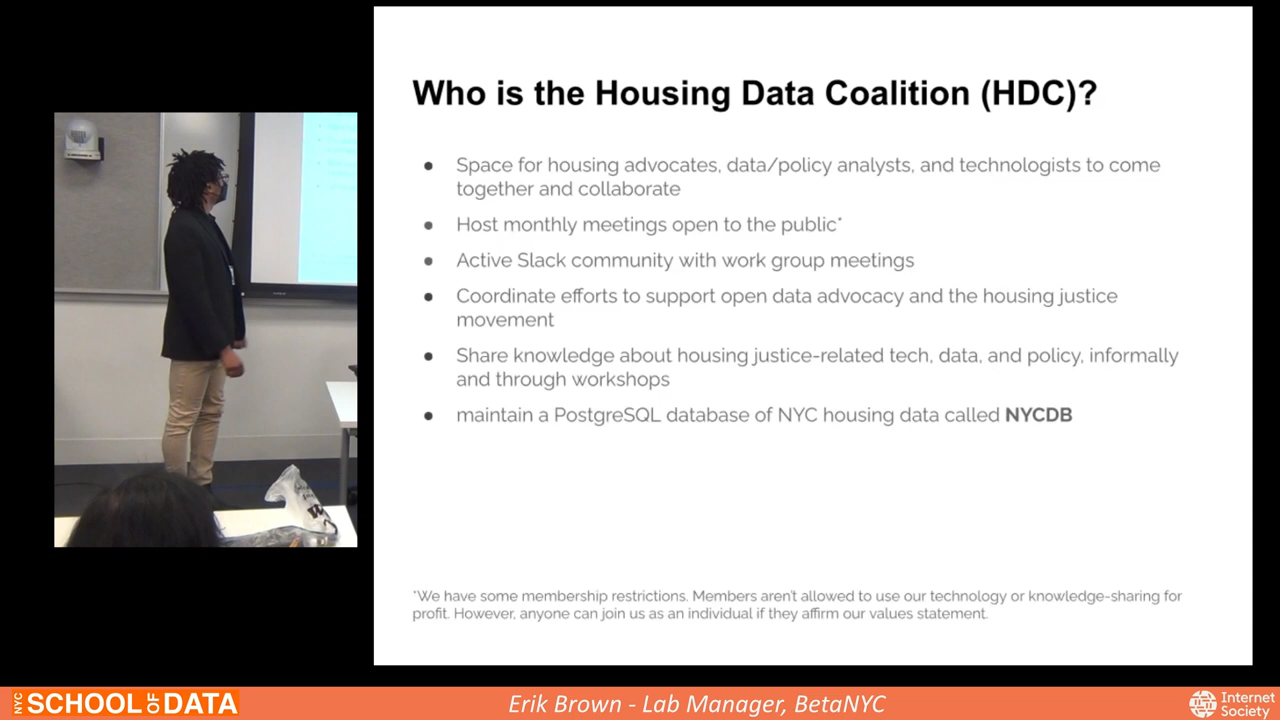 Who is the Housing Data Coalition (HDC)?
● Space for housing advocates, data/policy analysts, and technologists to come
together and collaborate
● Host monthly meetings open to the public*
● Active Slack community with work group meetings
● Coordinate efforts to support open data advocacy and the housing justice
movement
● Share knowledge about housing justice-related tech, data, and policy, informally
and through workshops
● maintain a PostgreSQL database of NYC housing data called NYCDB
*We have some membership restrictions. Members aren't allowed to use our technology or knowledge-sharing for
profit. However, anyone can join us as an individual if they affirm our values statement.
NYC SCHOOL OF DATA
Erik Brown - Lab Manager, BetaNYC
Internet
Society